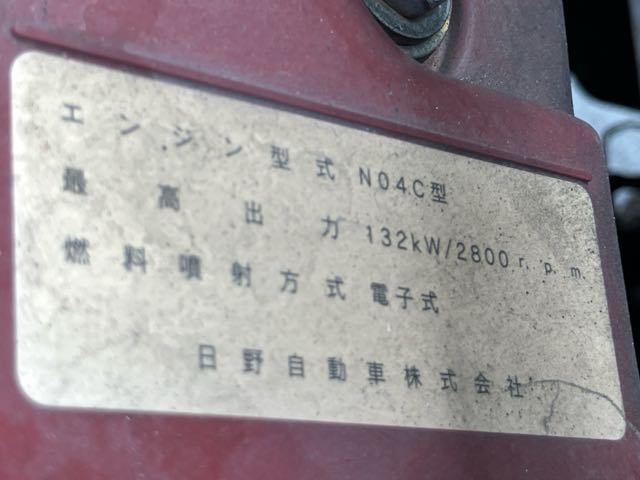 エンジン型式 N04C型
最高出力 132kW/2800r.p.m.
燃料噴射方式 電子式
日野自動車株式会社